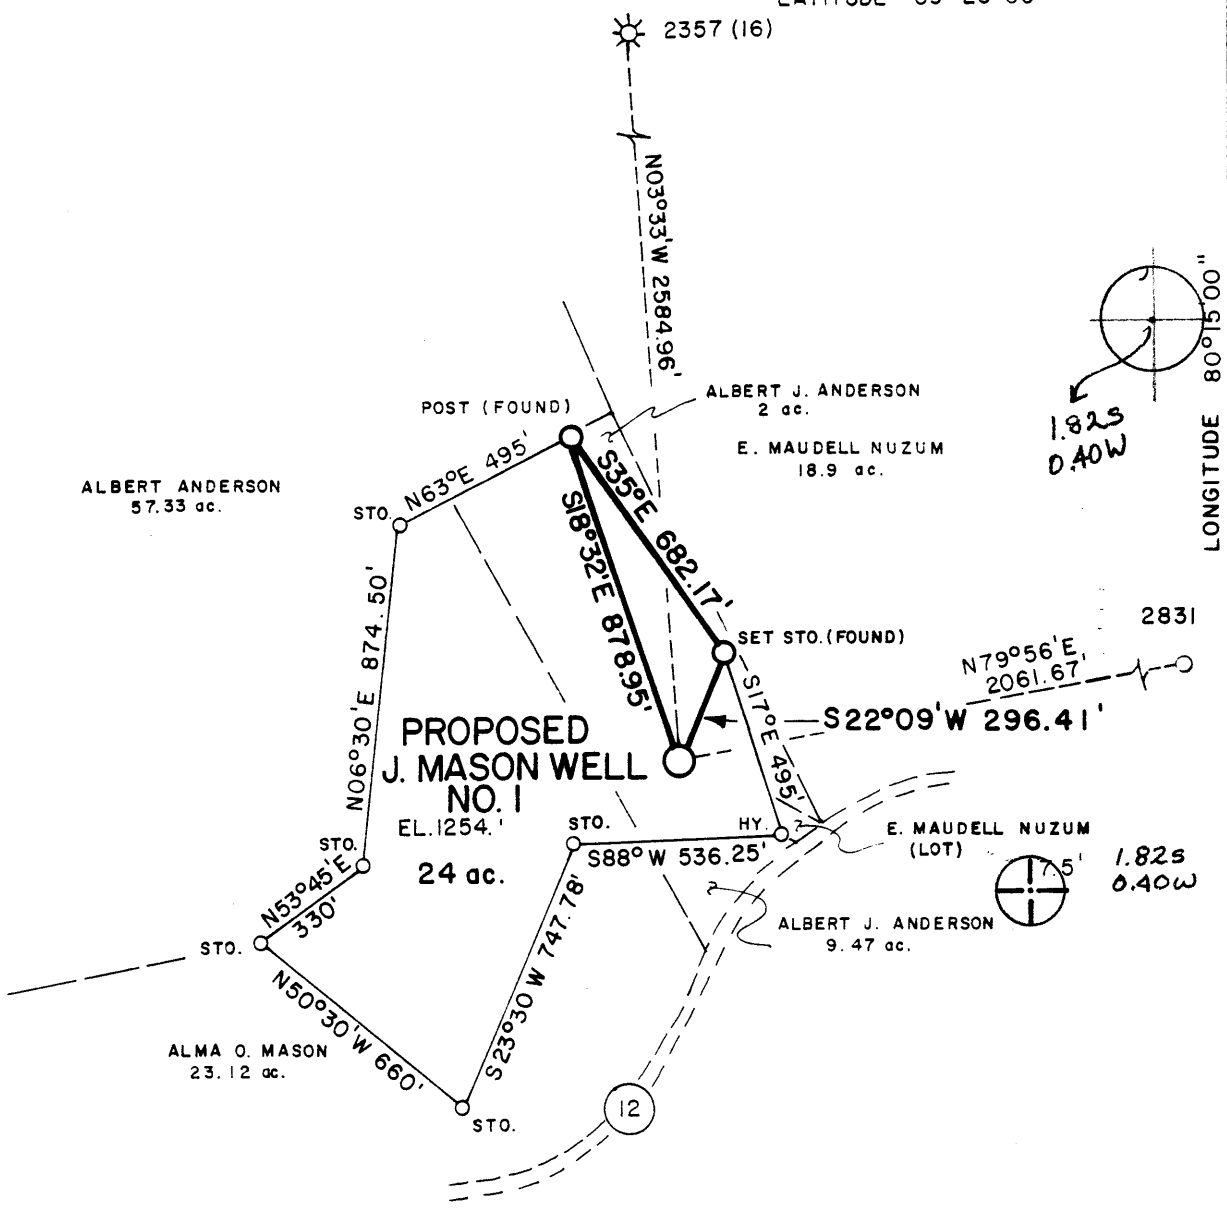 2357 (16)
N03°33'W 2584.96'
LONGITUDE 80°15'00"
1.82S
0.40W
ALBERT J. ANDERSON
2 ac.
POST (FOUND)
E. MAUDELL NUZUM
18.9 ac.
N63°E 495'
S35°E 682.17'
ALBERT ANDERSON
57.33 ac.
STO.
S18°32'E 878.95'
N06°30'E 874.50'
2831
SET STO. (FOUND)
N79°56'E,
2061.67'
S17°E 495'
S22°09'W 296.41'
PROPOSED
J. MASON WELL
NO. 1
EL. 1254.'
24 ac.
STO.
HY.
S88°W 536.25'
E. MAUDELL NUZUM
(LOT)
7.5'
1.82S
0.40W
STO.
N53°45'E
330'
STO.
ALBERT J. ANDERSON
9.47 ac.
S23°30'W 747.78'
N50°30'W 660'
ALMA O. MASON
23.12 ac.
12
STO.